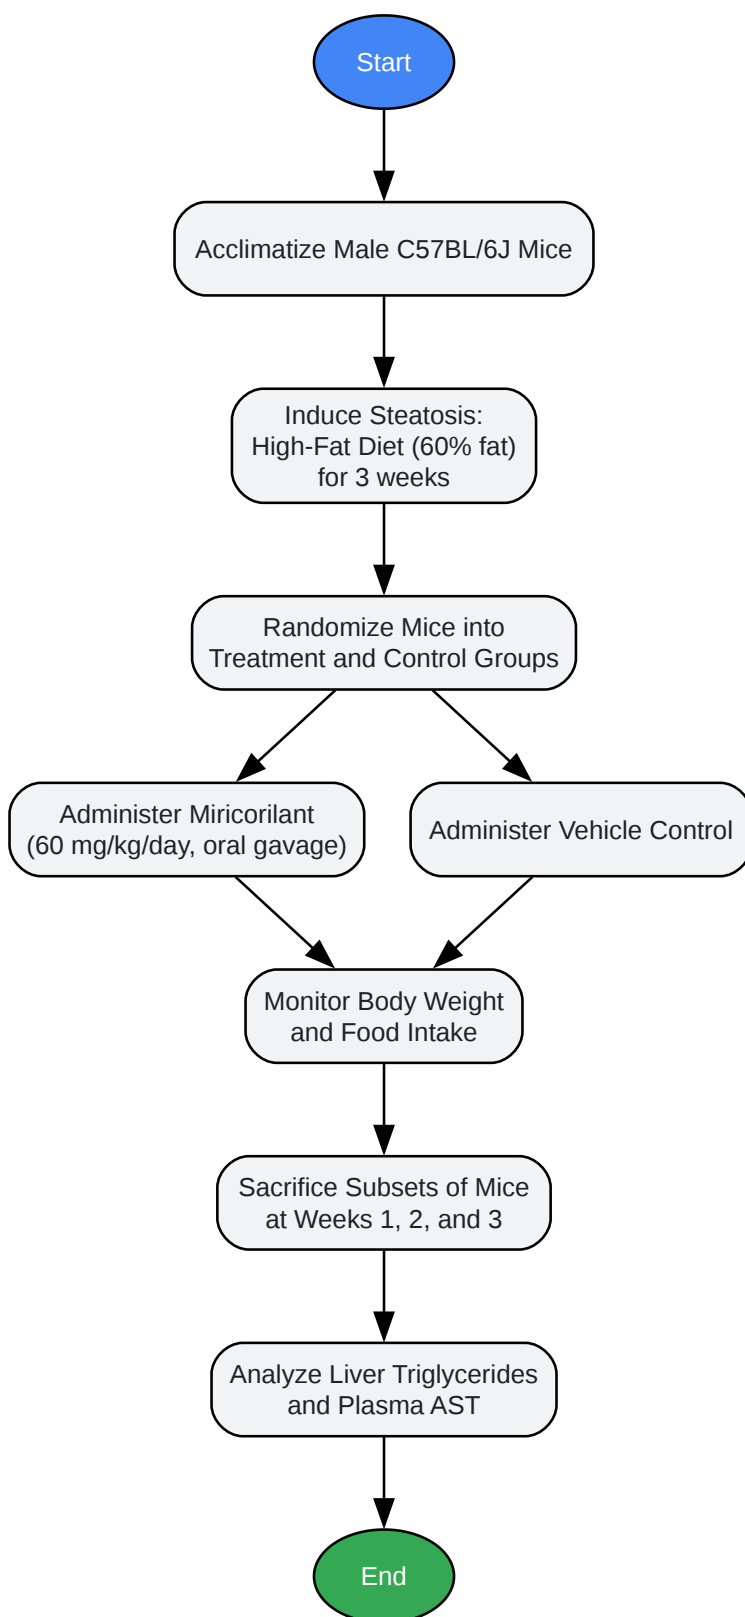 Start
Acclimatize Male C57BL/6J Mice
Induce Steatosis:
High-Fat Diet (60% fat)
for 3 weeks
Randomize Mice into
Treatment and Control Groups
Administer Miricorilant
(60 mg/kg/day, oral gavage)
Administer Vehicle Control
Monitor Body Weight
and Food Intake
Sacrifice Subsets of Mice
at Weeks 1, 2, and 3
Analyze Liver Triglycerides
and Plasma AST
End